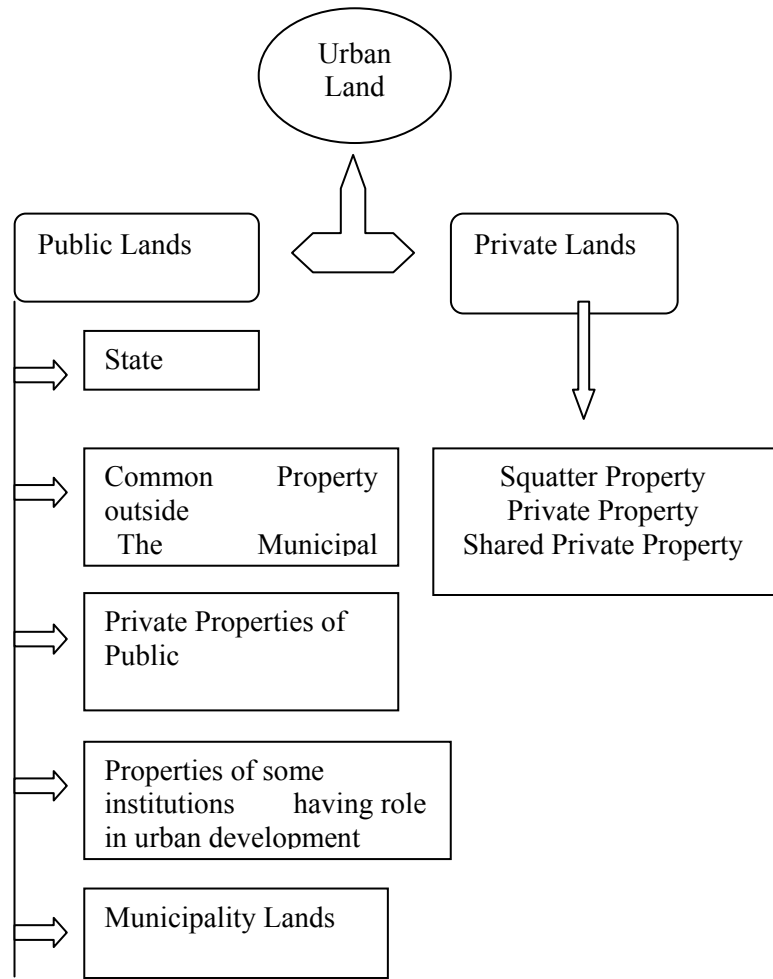 Urban
Land
Public Lands
Private Lands
State
Common Property
outside
The Municipal
Squatter Property
Private Property
Shared Private Property
Private Properties of
Public
Properties of some
institutions having role
in urban development
Municipality Lands